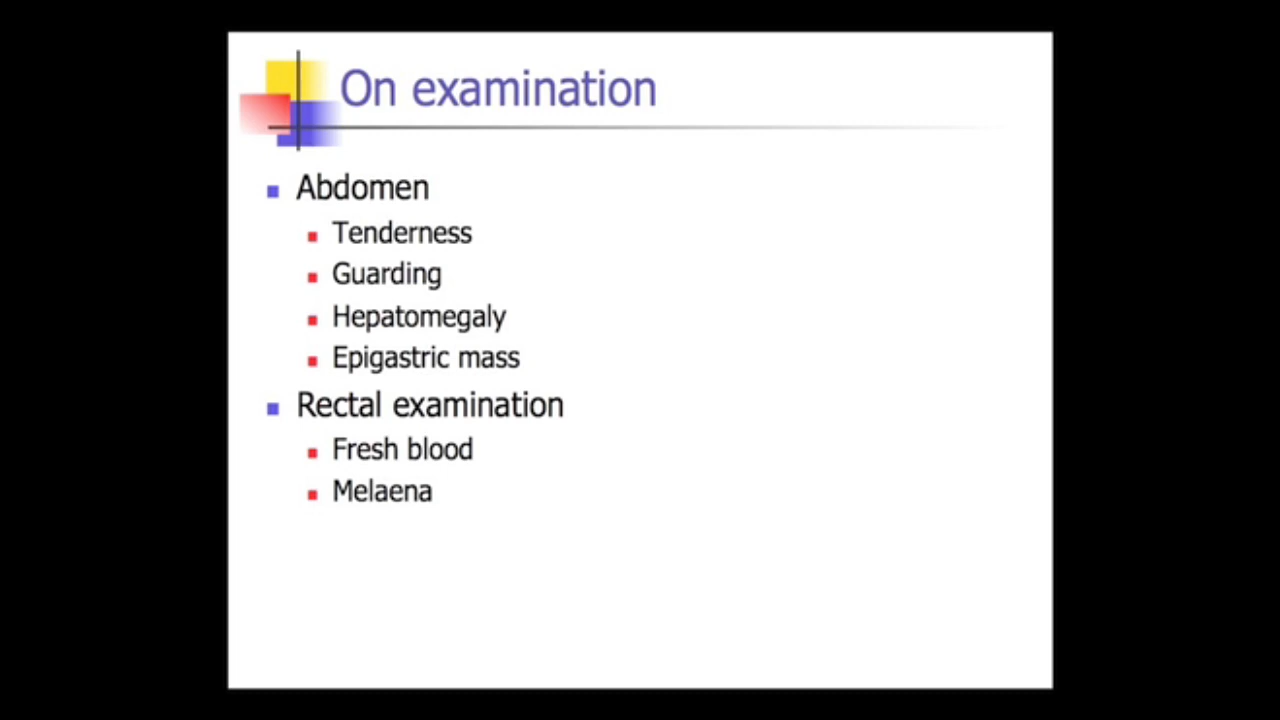 On examination
Abdomen
Tenderness
Guarding
Hepatomegaly
Epigastric mass
Rectal examination
Fresh blood
Melaena